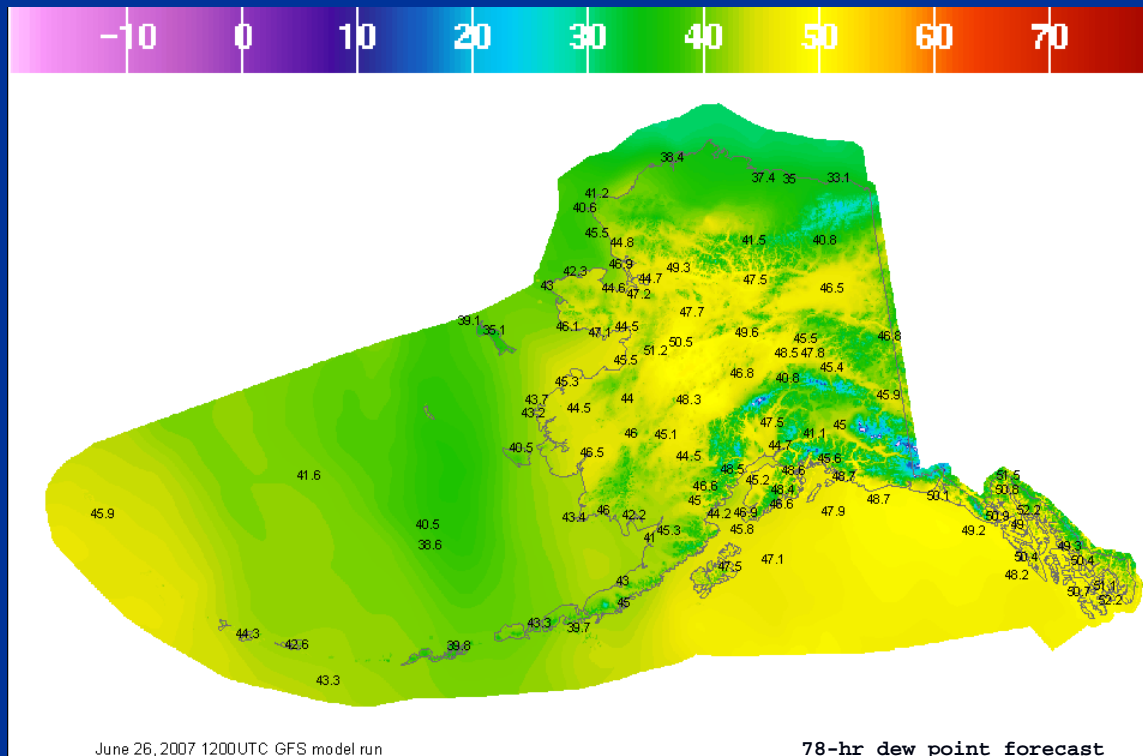 -10 0 10 20 30 40 50 60 70
38.4
37.4 35 33.1
41.2
40.6
45.5
44.8 41.5 40.8
46.9 49.3
42.3
44.7 47.5
43 44.6 47.2 46.5
47.7
39.1
35.1 46.1 47.1 44.5 49.6 45.5 46.8
50.5
51.2 48.5 47.8
45.5 45.4
46.8 40.8
45.3
43.7 44 48.3 45.9
43.2 44.5
47.5 45
46 45.1 41.1
40.5 46.5 44.7
44.5 45.6
48.5 48.6
41.6 45.2 48.7 51.5
46.6 48.4 50.8
45 46.6 48.7 50.1
45.9 46 44.2 46.9 47.9 52.2
43.4 42.2 50.9
40.5 45.3 45.8 49.2 49
41
38.6 49.3
47.1 50.4 50.4
47.5 48.2
43 51.1
50.7
45 52.2
43.3
39.7
44.3
42.6 39.8
43.3
June 26, 2007 1200UTC GFS model run
78-hr dew point forecast